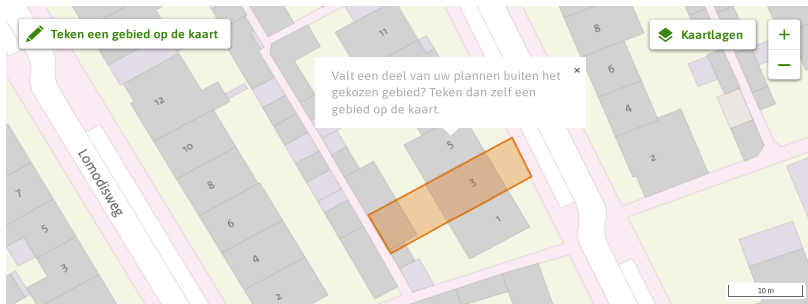 Teken een gebied op de kaart
11
8
Kaartlagen
+
−
Valt een deel van uw plannen buiten het
gekozen gebied? Teken dan zelf een
gebied op de kaart.
×
6
12
4
10
5
2
Lomodisweg
8
3
7
6
1
5
4
3
2
10 m